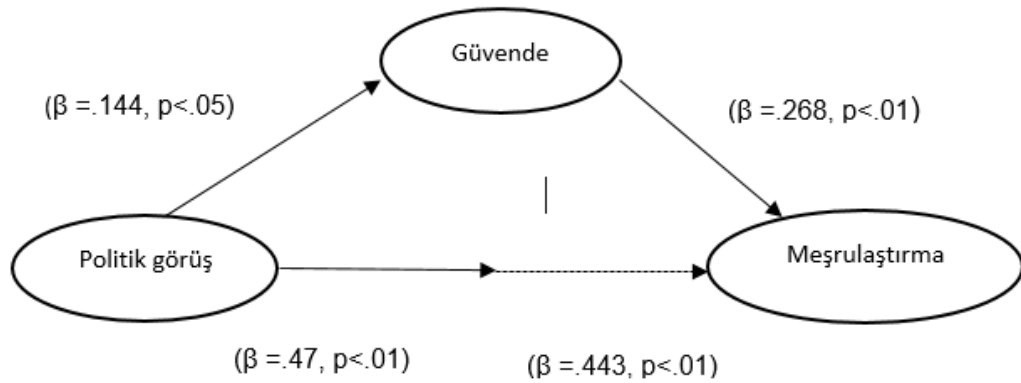 Güvende
(β =.144, p<.05)
(β =.268, p<.01)
Politik görüş
Meşrulaştırma
(β =.47, p<.01)
(β =.443, p<.01)